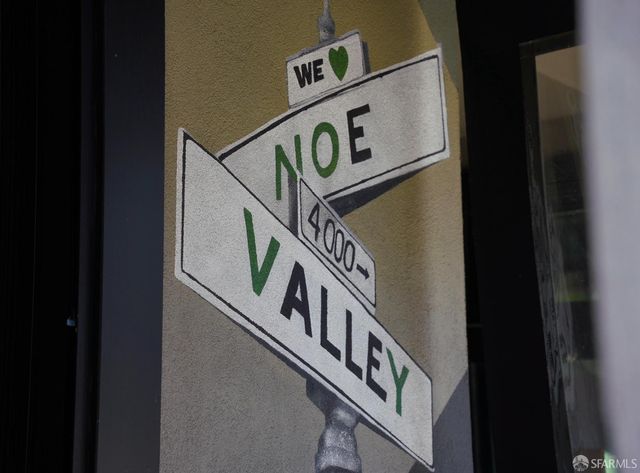 WE
NOE
4000→
VALLEY
SFARMLS